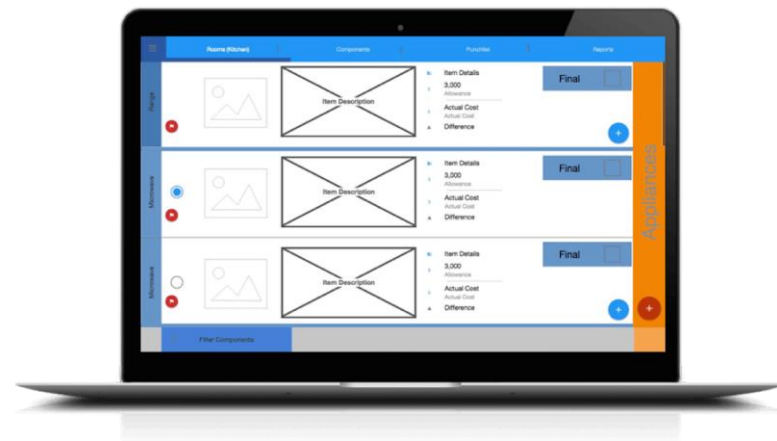 Rooms (Kitchen)
Components
Punchlist
Reports
Range
Item Description
Item Details
3,000
Allowance
Actual Cost
Actual Cost
Difference
Final
+
Appliances
Microwave
Item Description
Item Details
3,000
Allowance
Actual Cost
Actual Cost
Difference
Final
Microwave
Item Description
Item Details
3,000
Allowance
Actual Cost
Actual Cost
Difference
Final
+
+
Filter Components